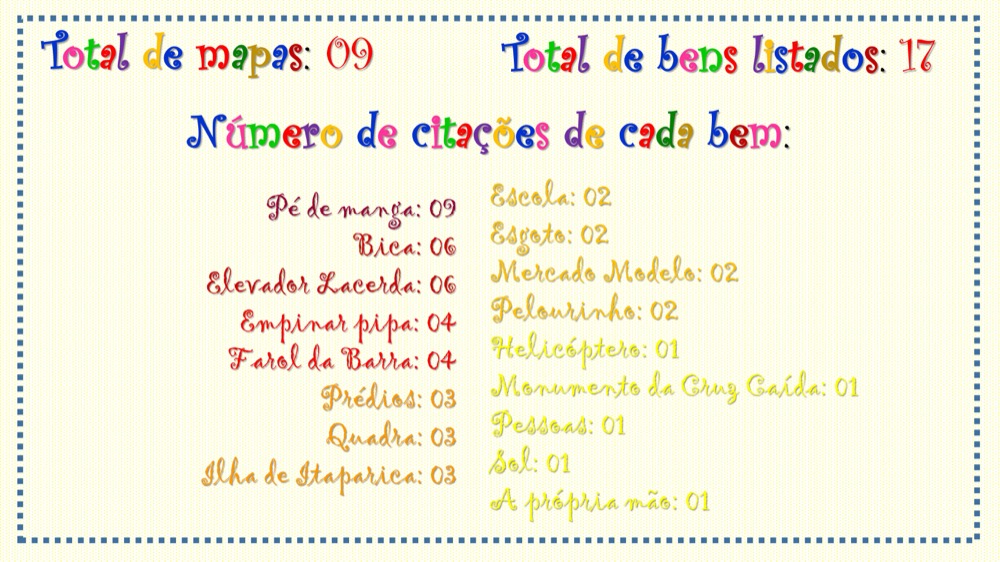 Total de mapas: 09
Total de bens listados: 17
Número de citações de cada bem:
Pé de manga: 09
Bica: 06
Elevador Lacerda: 06
Empinar pipa: 04
Farol da Barra: 04
Prédios: 03
Quadra: 03
Ilha de Itaparica: 03
Escola: 02
Esgoto: 02
Mercado Modelo: 02
Pelourinho: 02
Helicóptero: 01
Monumento da Cruz Caída: 01
Pessoas: 01
Sol: 01
A própria mão: 01